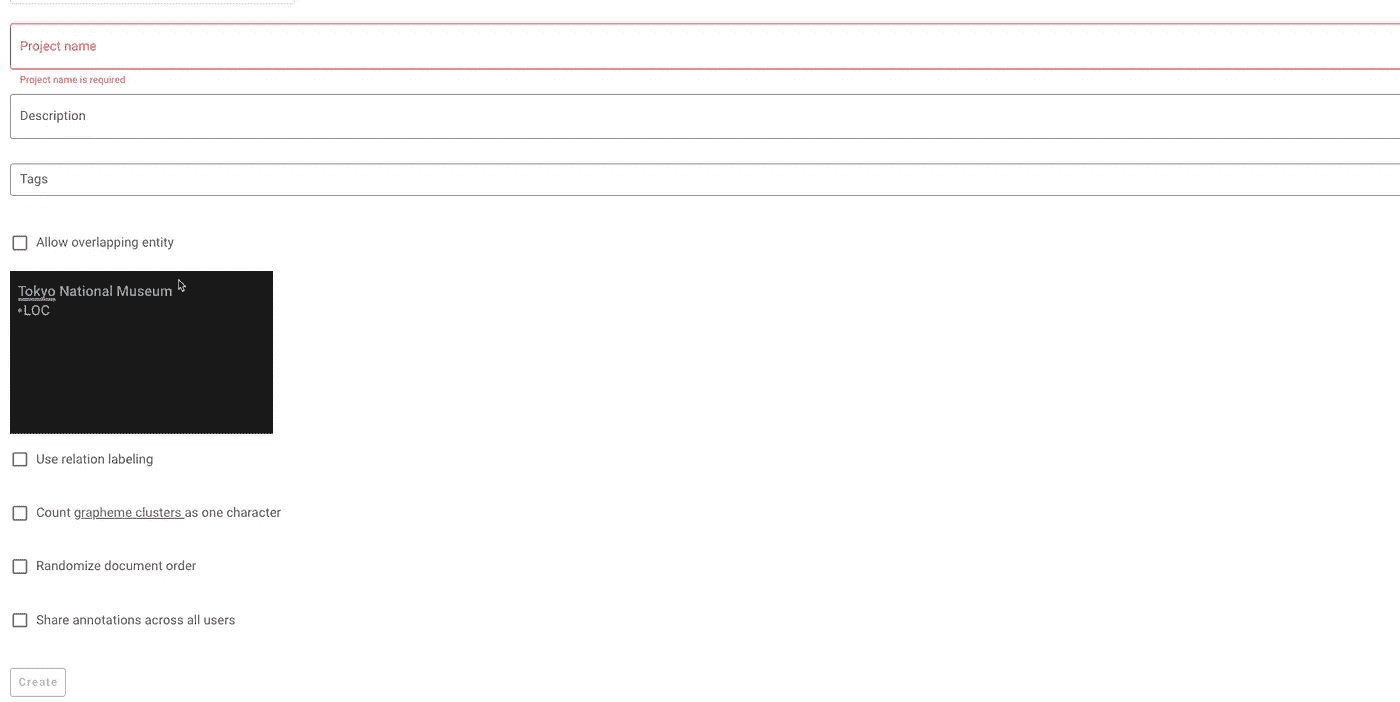 Project name
Project name is required
Description
Tags
Allow overlapping entity
Tokyo National Museum
•LOC
Use relation labeling
Count grapheme clusters as one character
Randomize document order
Share annotations across all users
Create